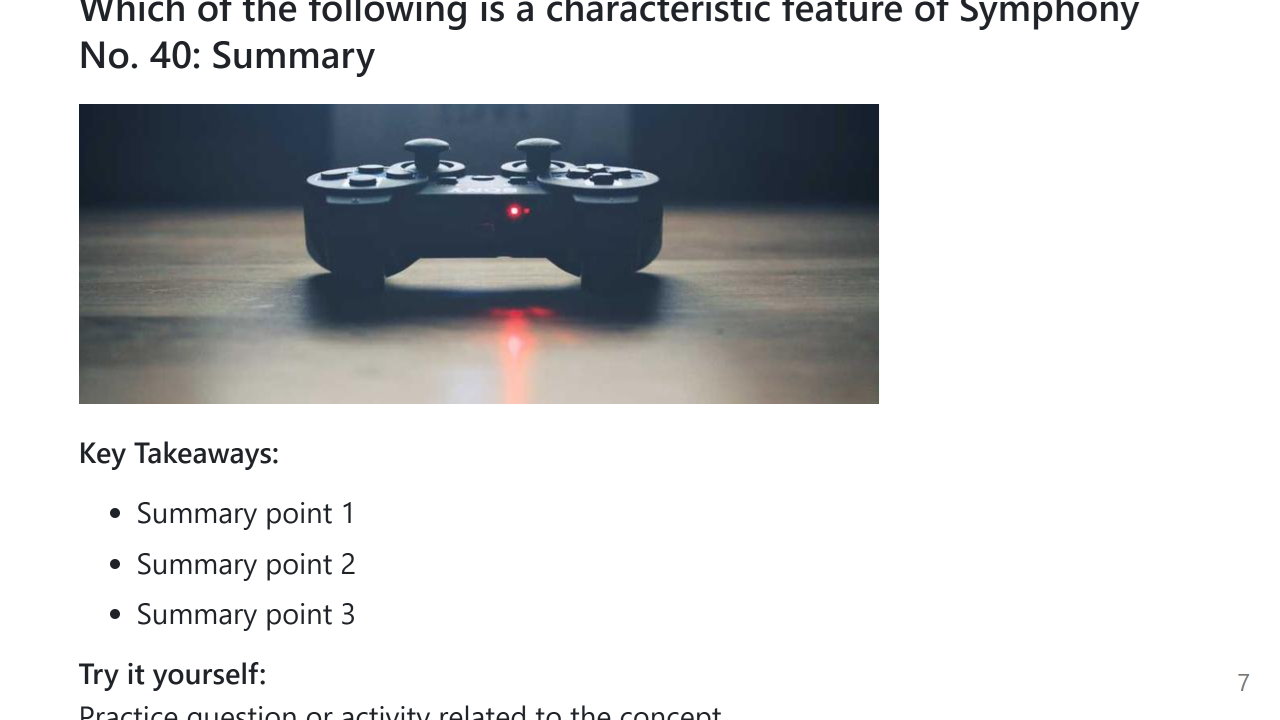 Which of the following is a characteristic feature of Symphony
No. 40: Summary
SONY
Key Takeaways:
• Summary point 1
• Summary point 2
• Summary point 3
Try it yourself:
Practice question or activity related to the concept
7